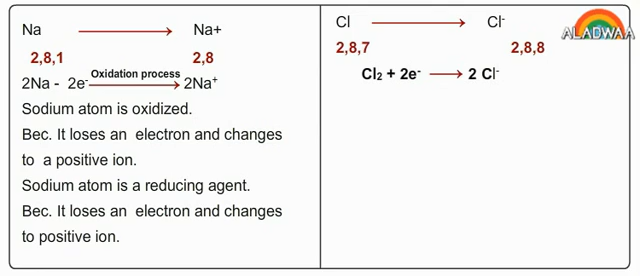 Na ⟶ Na+
2,8,1 2,8
Oxidation process
2Na - 2e⁻ ⟶ 2Na⁺
Sodium atom is oxidized.
Bec. It loses an electron and changes
to a positive ion.
Sodium atom is a reducing agent.
Bec. It loses an electron and changes
to positive ion.
Cl ⟶ Cl⁻
2,8,7 2,8,8
Cl₂ + 2e⁻ ⟶ 2 Cl⁻
ALADWAA